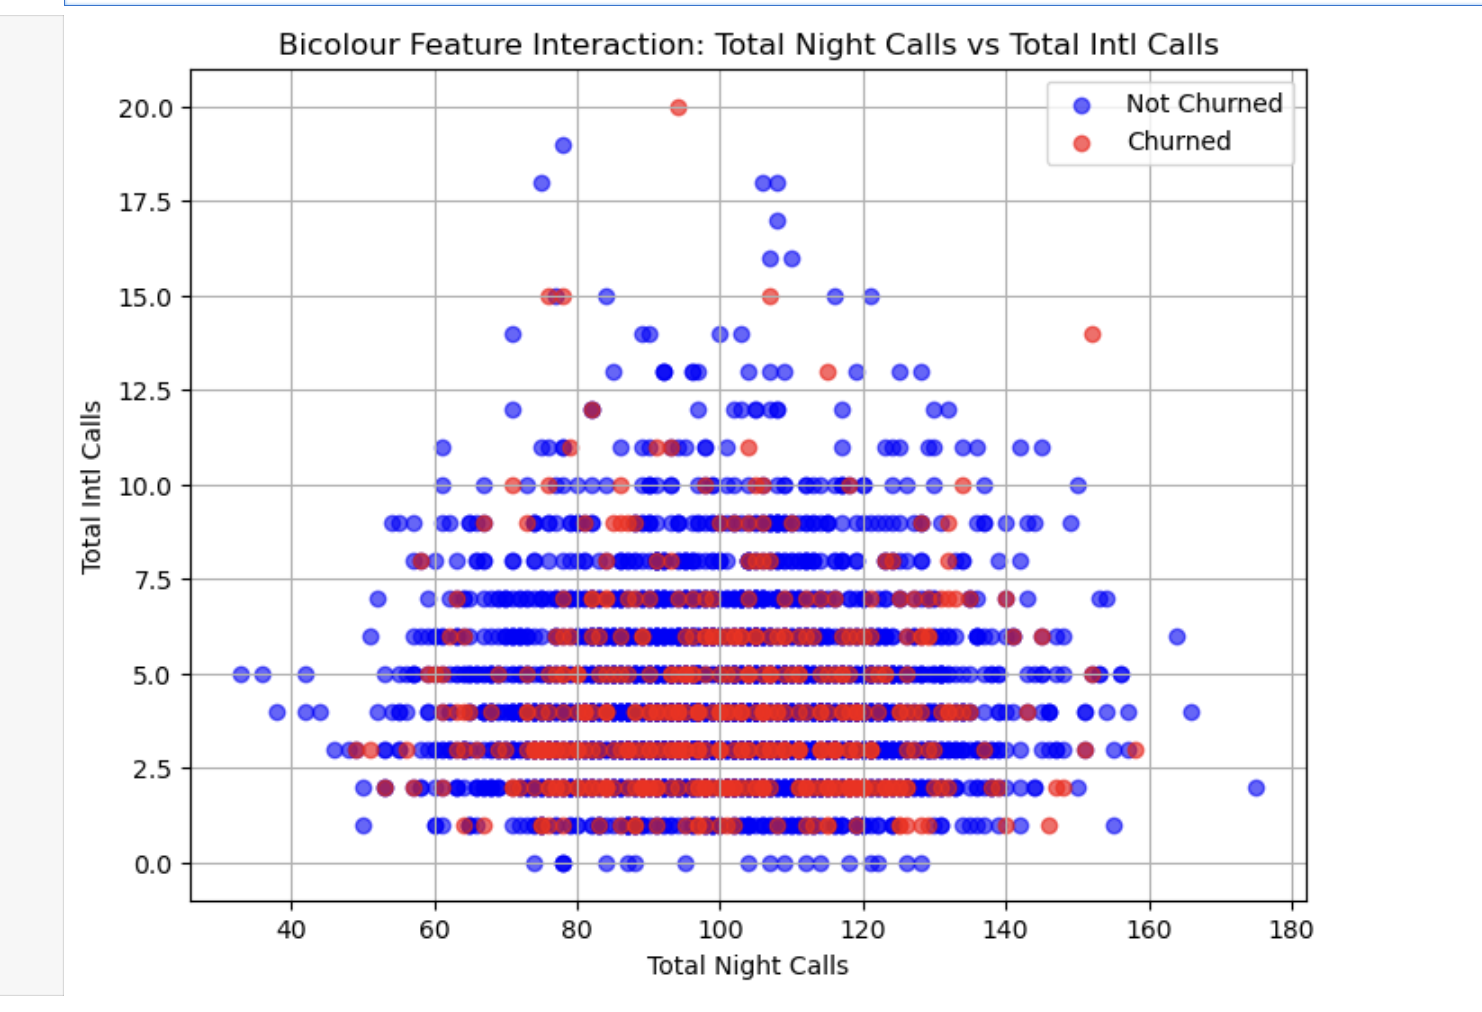 Bicolour Feature Interaction: Total Night Calls vs Total Intl Calls
Not Churned
Churned
Total Intl Calls
20.0
17.5
15.0
12.5
10.0
7.5
5.0
2.5
0.0
40 60 80 100 120 140 160 180
Total Night Calls